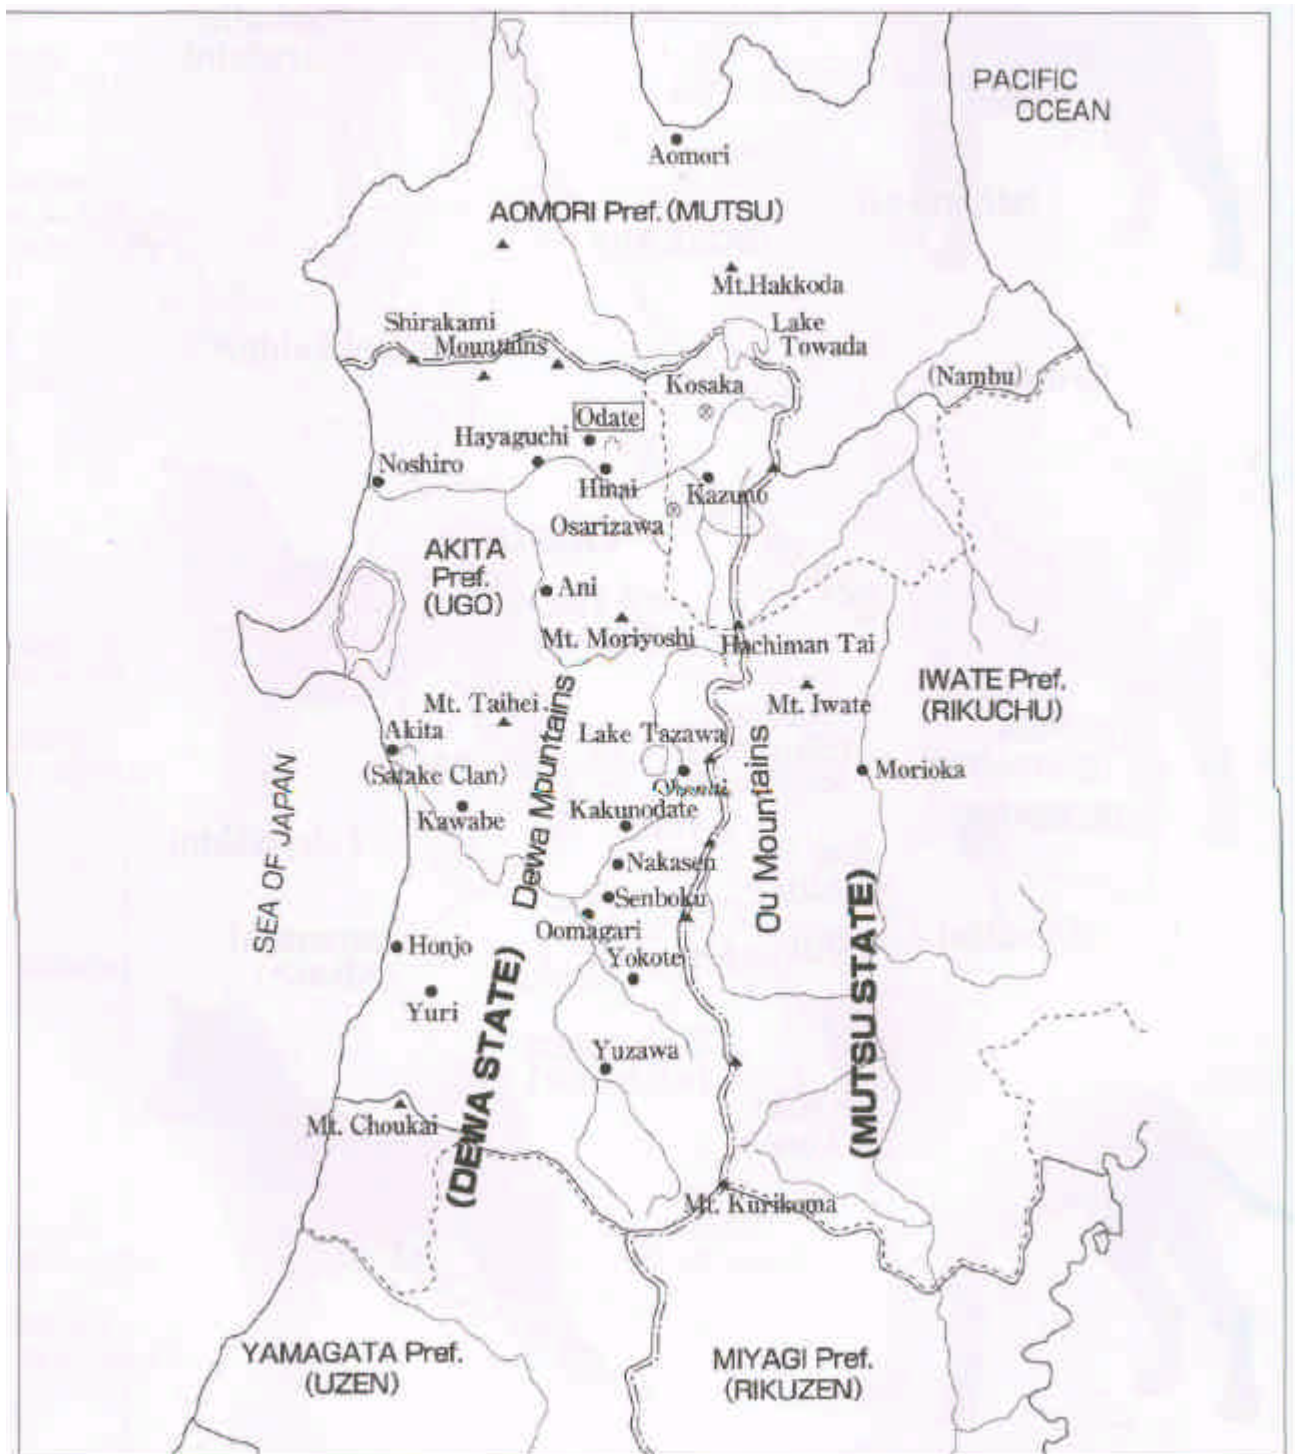 PACIFIC
OCEAN
Aomori
AOMORI Pref. (MUTSU)
Mt.Hakkoda
Shirakami
Mountains
Lake
Towada
(Nambu)
Kosaka
Odate
Hayaguchi
Noshiro
Hinai
Kazuno
Osarizawa
AKITA
Pref.
(UGO)
Ani
Mt. Moriyoshi
Hachiman Tai
IWATE Pref.
(RIKUCHU)
Mt. Taihei
Mt. Iwate
Dewa Mountains
Lake Tazawa
Akita
(Satake Clan)
Ou Mountains
Morioka
SEA OF JAPAN
Kawabe
Kakunodate
Nakasen
Senboku
Oomagari
Honjo
Yokote
Yuri
(DEWA STATE)
(MUTSU STATE)
Yuzawa
Mt. Choukai
Mt. Kurikoma
YAMAGATA Pref.
(UZEN)
MIYAGI Pref.
(RIKUZEN)